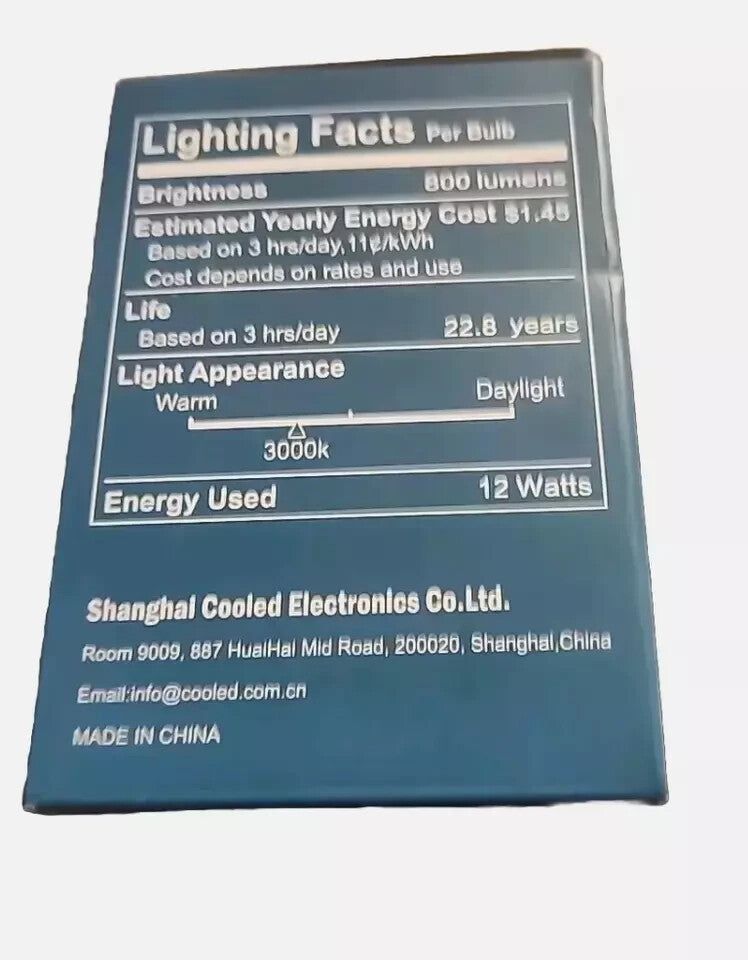 Lighting Facts Per Bulb
Brightness 800 lumens
Estimated Yearly Energy Cost $1.45
Based on 3 hrs/day, 11¢/kWh
Cost depends on rates and use
Life
Based on 3 hrs/day 22.8 years
Light Appearance
Warm Daylight
3000k
Energy Used 12 Watts
Shanghai Cooled Electronics Co.Ltd.
Room 9009, 887 HuaiHai Mid Road, 200020, Shanghai,China
Email:info@cooled.com.cn
MADE IN CHINA